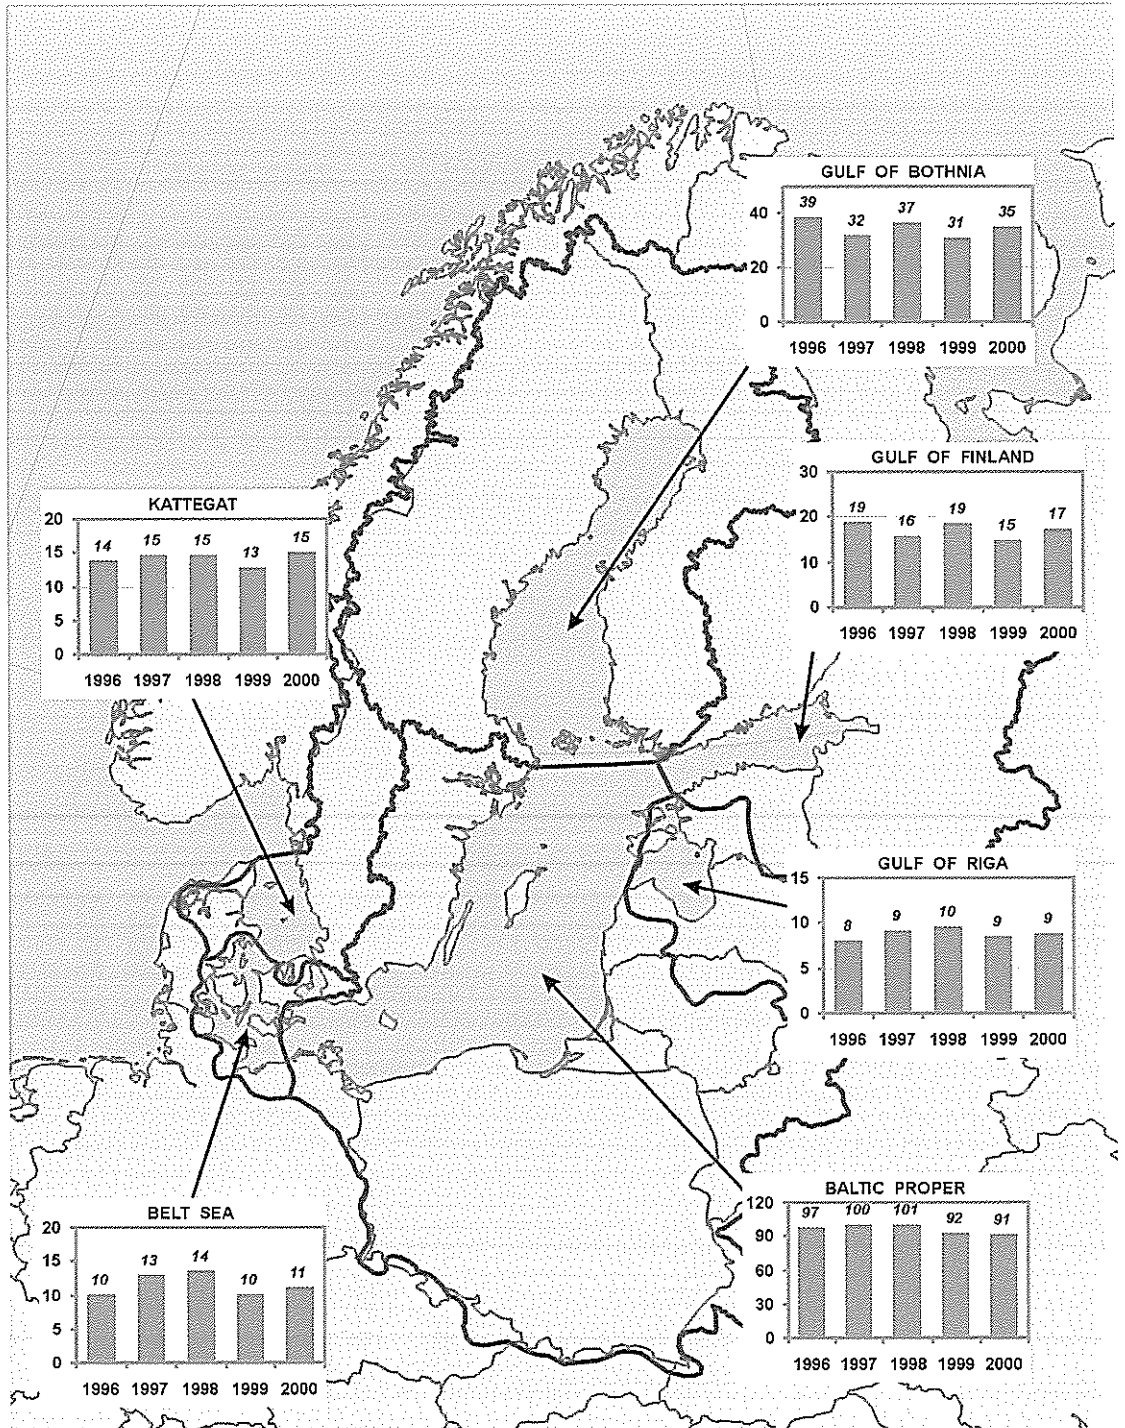 GULF OF BOTHNIA
39 32 37 31 35
40
20
0
1996 1997 1998 1999 2000
GULF OF FINLAND
30
20
10
0
19 16 19 15 17
1996 1997 1998 1999 2000
KATTEGAT
20
15
10
5
0
14 15 15 13 15
1996 1997 1998 1999 2000
GULF OF RIGA
15
10
5
0
8 9 10 9 9
1996 1997 1998 1999 2000
BALTIC PROPER
120
90
60
30
0
97 100 101 92 91
1996 1997 1998 1999 2000
BELT SEA
20
15
10
5
0
10 13 14 10 11
1996 1997 1998 1999 2000